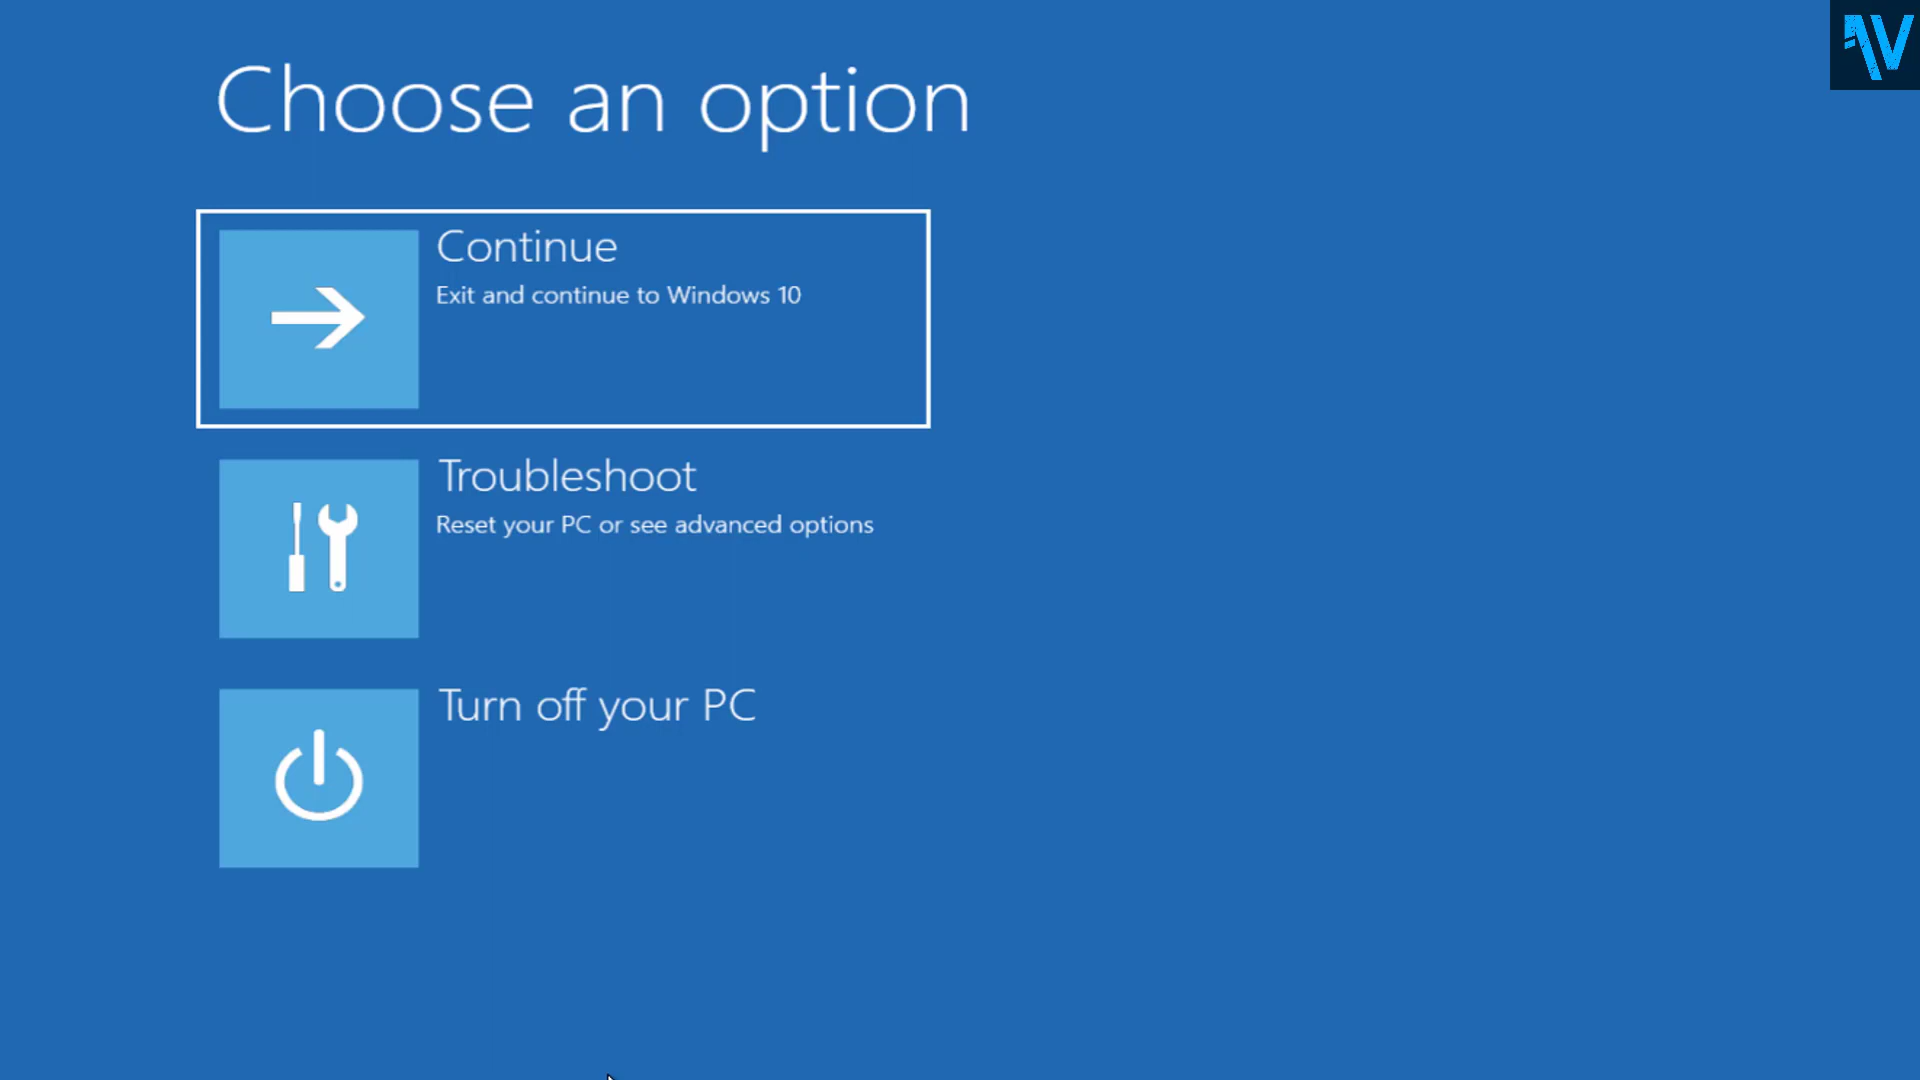 Choose an option
Continue
Exit and continue to Windows 10
Troubleshoot
Reset your PC or see advanced options
Turn off your PC